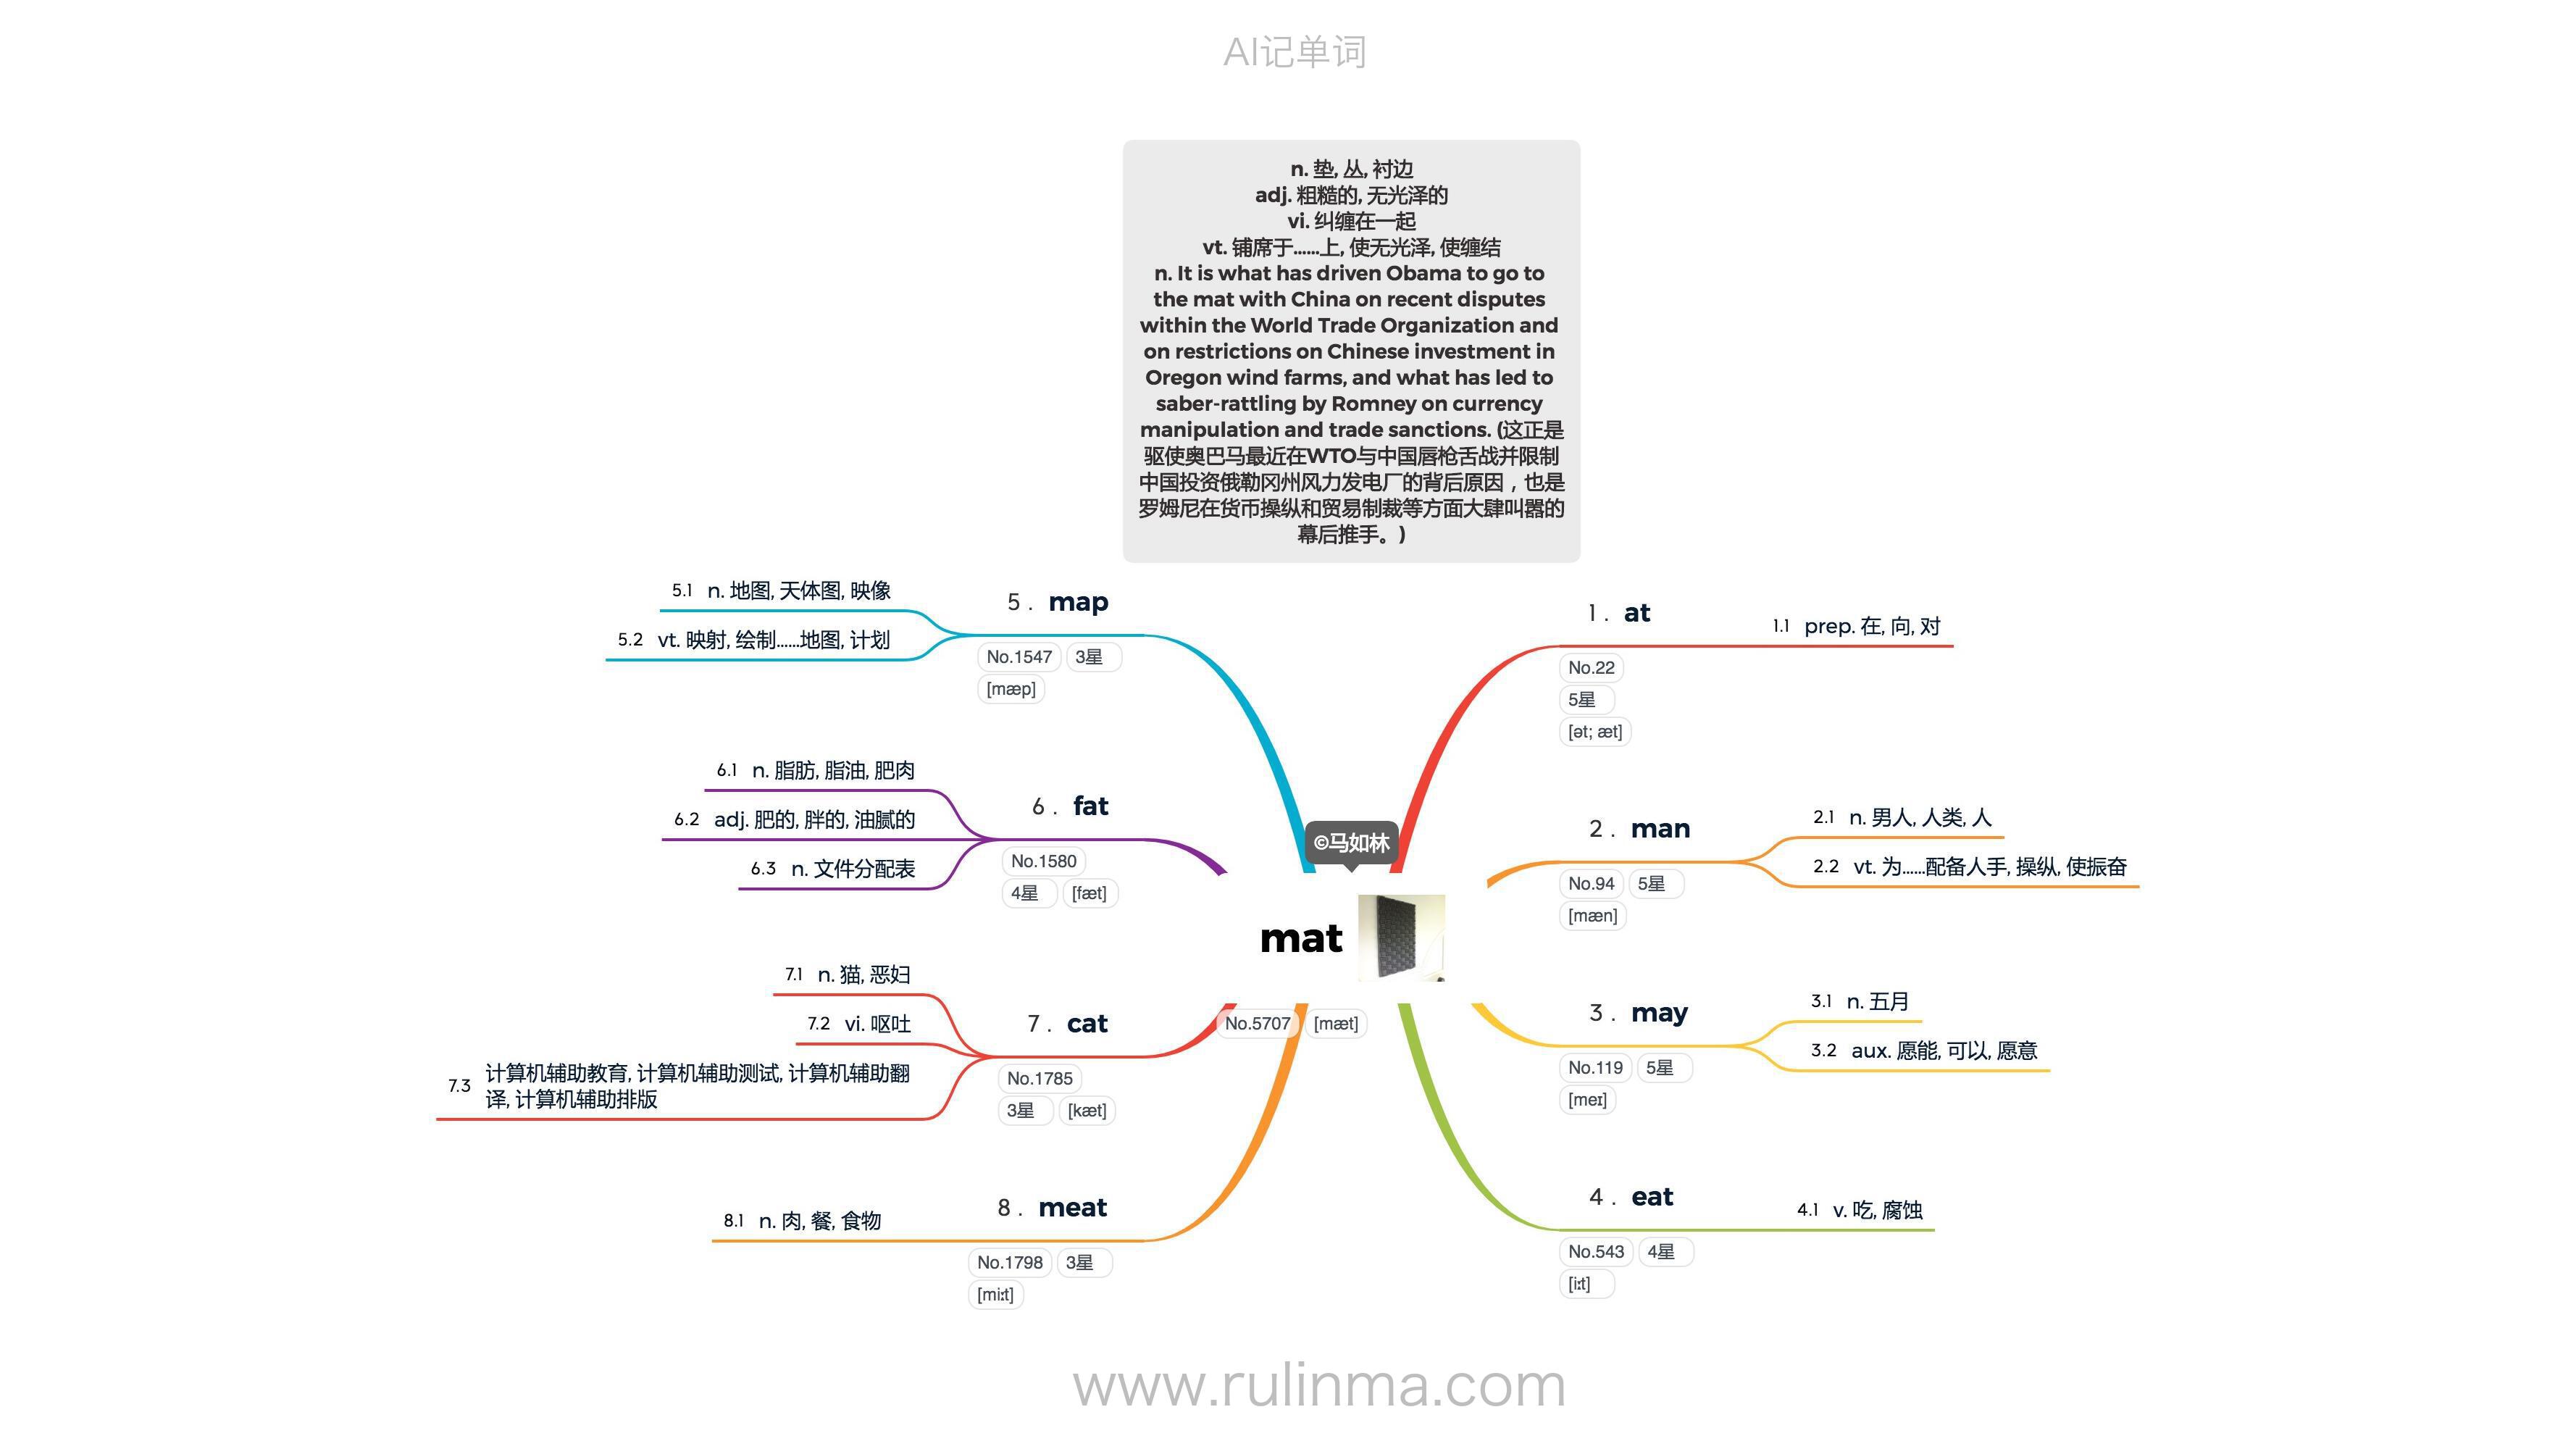 AI记单词
n. 垫, 丛, 衬边
adj. 粗糙的, 无光泽的
vi. 纠缠在一起
vt. 铺席于......上, 使无光泽, 使缠结
n. It is what has driven Obama to go to
the mat with China on recent disputes
within the World Trade Organization and
on restrictions on Chinese investment in
Oregon wind farms, and what has led to
saber-rattling by Romney on currency
manipulation and trade sanctions. (这正是
驱使奥巴马最近在WTO与中国唇枪舌战并限制
中国投资俄勒冈州风力发电厂的背后原因，也是
罗姆尼在货币操纵和贸易制裁等方面大肆叫嚣的
幕后推手。)
©马如林
mat
No.5707 [mæt]
1. at
No.22
5星
[ət; æt]
1.1 prep. 在, 向, 对
2. man
No.94 5星
[mæn]
2.1 n. 男人, 人类, 人
2.2 vt. 为......配备人手, 操纵, 使振奋
3. may
No.119 5星
[meɪ]
3.1 n. 五月
3.2 aux. 愿能, 可以, 愿意
4. eat
No.543 4星
[iːt]
4.1 v. 吃, 腐蚀
5. map
No.1547 3星
[mæp]
5.1 n. 地图, 天体图, 映像
5.2 vt. 映射, 绘制......地图, 计划
6. fat
No.1580
4星 [fæt]
6.1 n. 脂肪, 脂油, 肥肉
6.2 adj. 肥的, 胖的, 油腻的
6.3 n. 文件分配表
7. cat
No.1785
3星 [kæt]
7.1 n. 猫, 恶妇
7.2 vi. 呕吐
7.3 计算机辅助教育, 计算机辅助测试, 计算机辅助翻
译, 计算机辅助排版
8. meat
No.1798 3星
[miːt]
8.1 n. 肉, 餐, 食物
www.rulinma.com